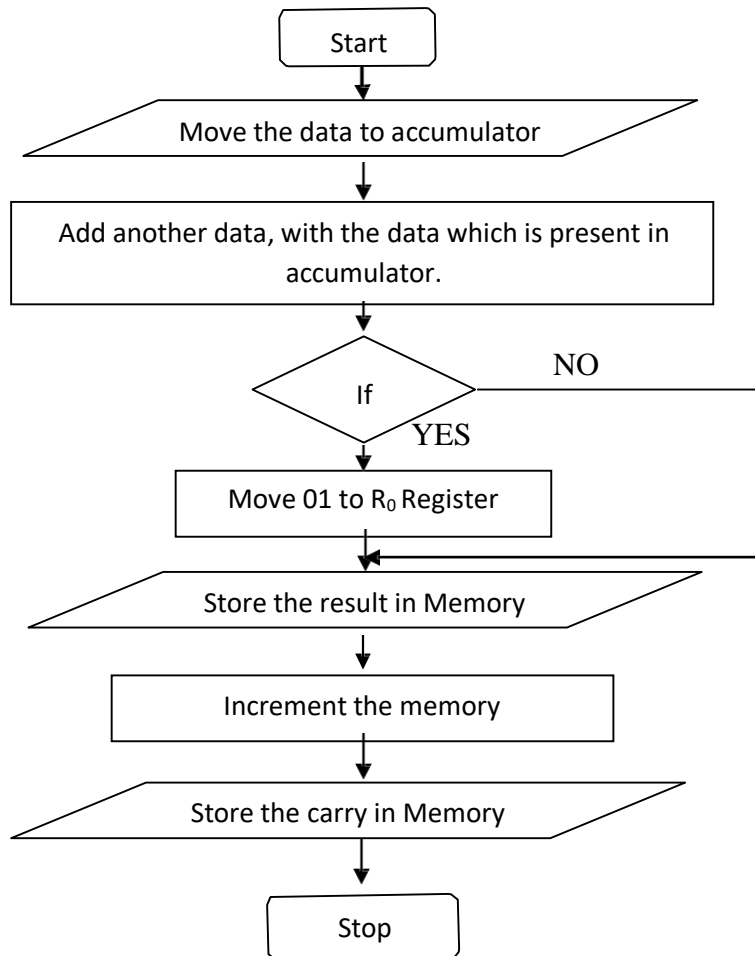 Start
Move the data to accumulator
Add another data, with the data which is present in
accumulator.
If
NO
YES
Move 01 to R₀ Register
Store the result in Memory
Increment the memory
Store the carry in Memory
Stop